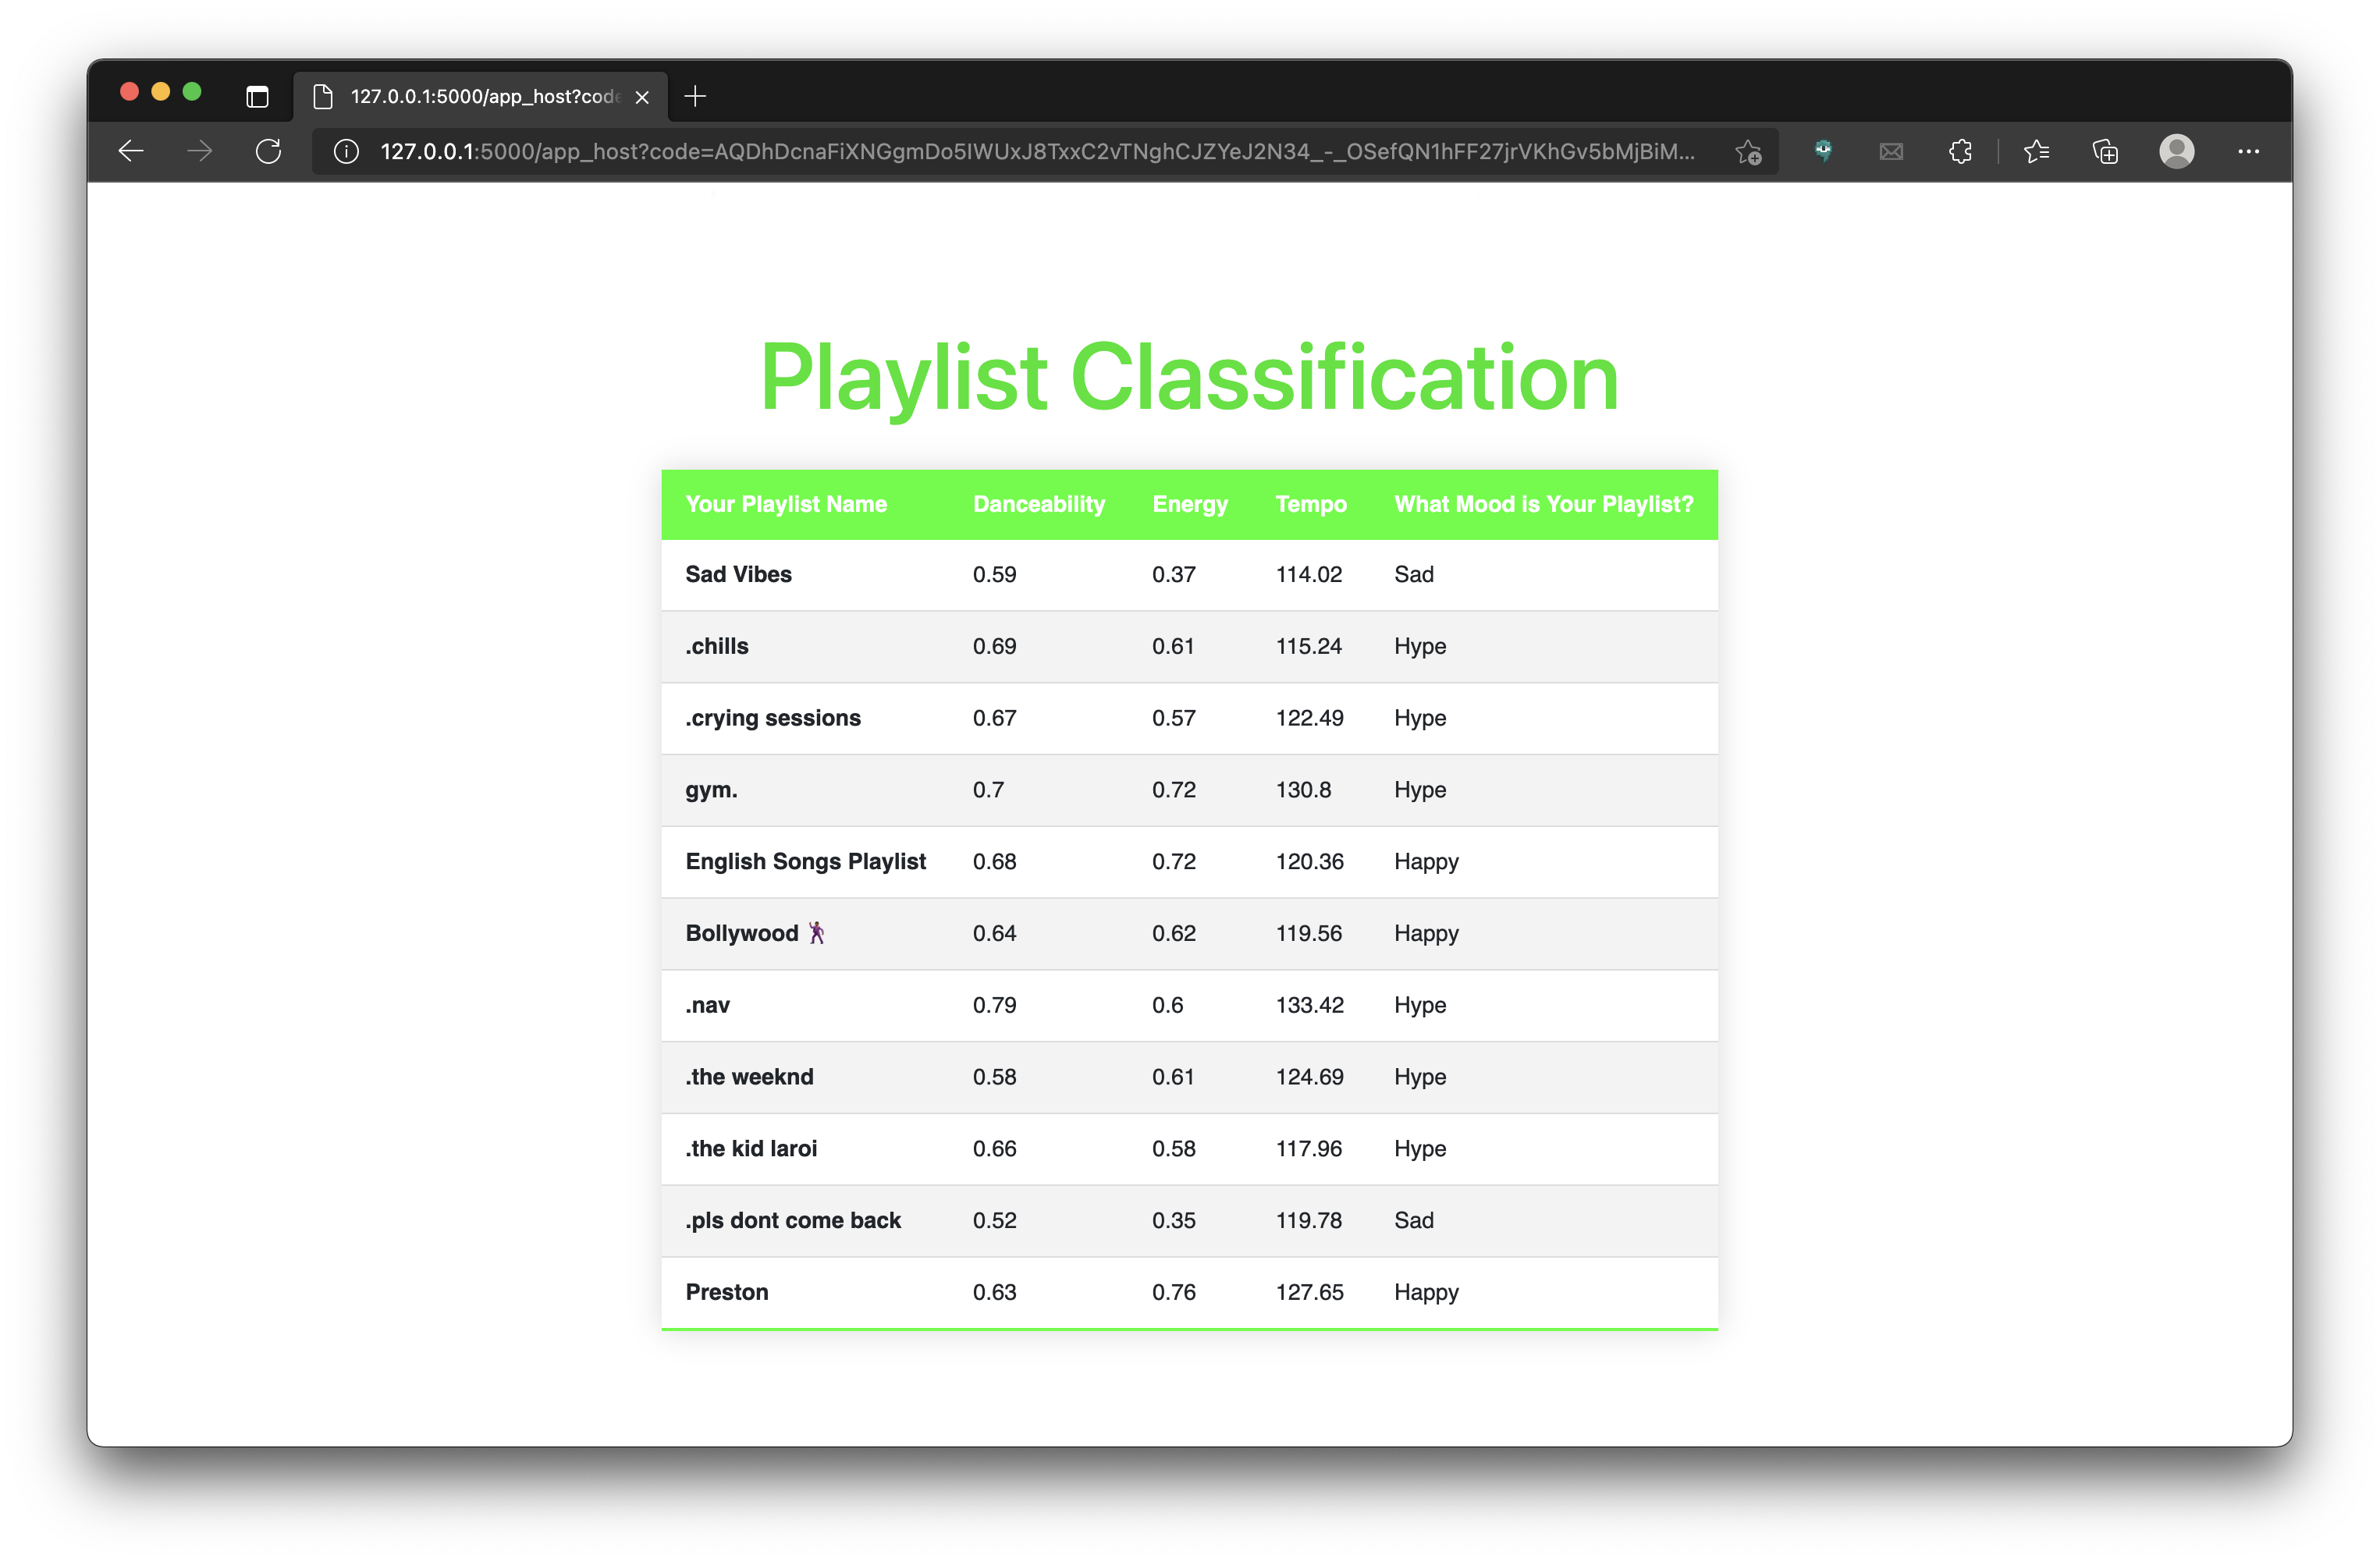 127.0.0.1:5000/app_host?code
127.0.0.1:5000/app_host?code=AQDhDcnaFiXNGgmDo5IWUxJ8TxxC2vTNghCJZYeJ2N34_-_OSefQN1hFF27jrVKhGv5bMjBiM...
Playlist Classification
Your Playlist Name Danceability Energy Tempo What Mood is Your Playlist?
Sad Vibes 0.59 0.37 114.02 Sad
.chills 0.69 0.61 115.24 Hype
.crying sessions 0.67 0.57 122.49 Hype
gym. 0.7 0.72 130.8 Hype
English Songs Playlist 0.68 0.72 120.36 Happy
Bollywood 🕺🏾 0.64 0.62 119.56 Happy
.nav 0.79 0.6 133.42 Hype
.the weeknd 0.58 0.61 124.69 Hype
.the kid laroi 0.66 0.58 117.96 Hype
.pls dont come back 0.52 0.35 119.78 Sad
Preston 0.63 0.76 127.65 Happy